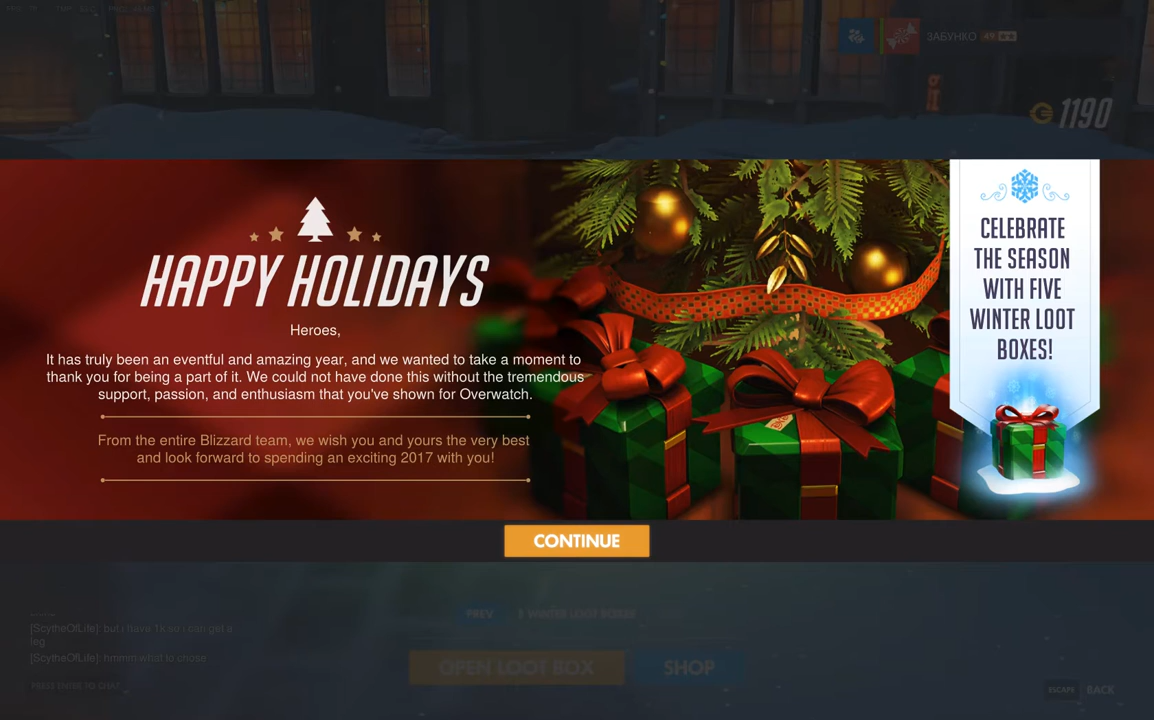 ЗАБУНКО 49
1190
HAPPY HOLIDAYS
Heroes,
It has truly been an eventful and amazing year, and we wanted to take a moment to
thank you for being a part of it. We could not have done this without the tremendous
support, passion, and enthusiasm that you've shown for Overwatch.
From the entire Blizzard team, we wish you and yours the very best
and look forward to spending an exciting 2017 with you!
CELEBRATE
THE SEASON
WITH FIVE
WINTER LOOT
BOXES!
CONTINUE
PREV 5 WINTER LOOT BOXES
[ScytheOfLife]: but i have 1k so i can get a
leg
[ScytheOfLife]: hmmm what to chose
OPEN LOOT BOX
SHOP
PRESS ENTER TO CHAT
ESCAPE BACK